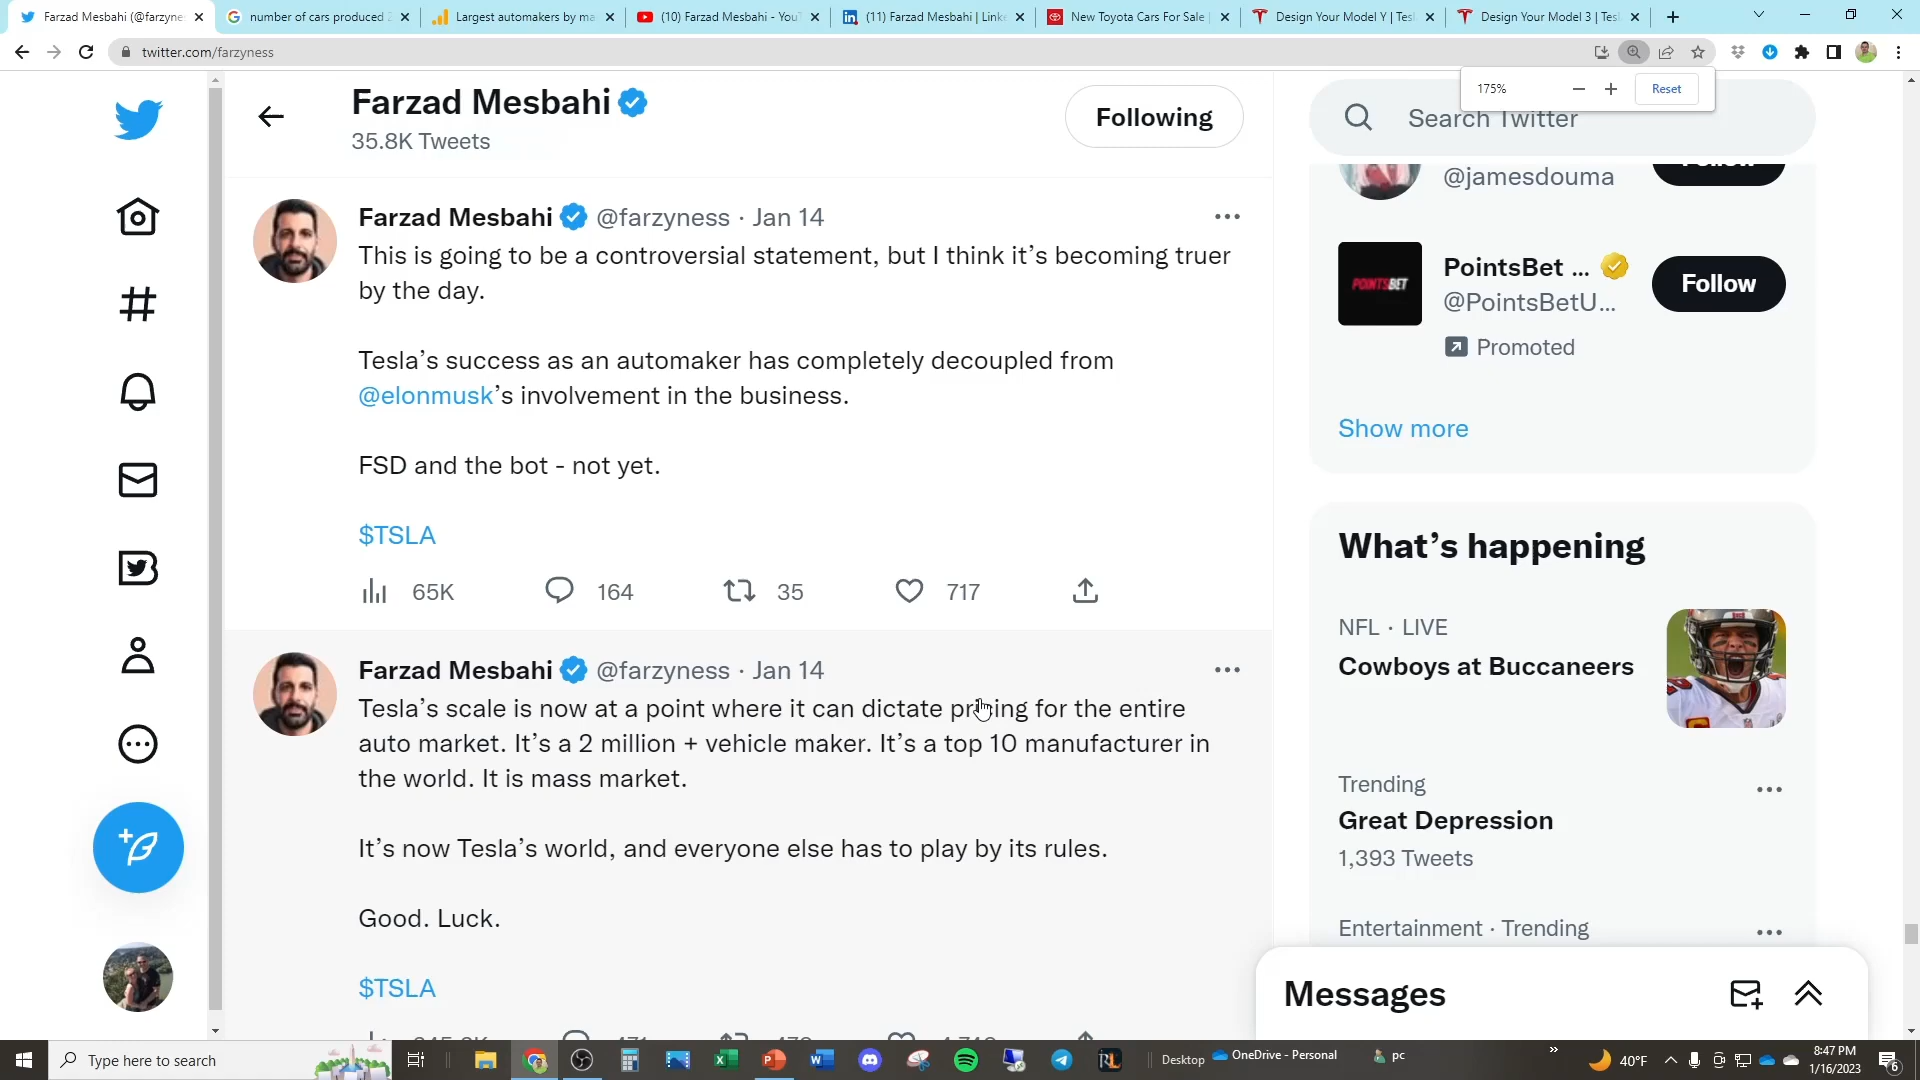 Farzad Mesbahi (@farzyne
number of cars produced 2
Largest automakers by ma
(10) Farzad Mesbahi - YouT
(11) Farzad Mesbahi | Linke
New Toyota Cars For Sale |
Design Your Model Y | Tesl
Design Your Model 3 | Tesl
twitter.com/farzyness
175%
Reset
Farzad Mesbahi
35.8K Tweets
Following
Farzad Mesbahi @farzyness · Jan 14
This is going to be a controversial statement, but I think it’s becoming truer
by the day.
Tesla’s success as an automaker has completely decoupled from
@elonmusk’s involvement in the business.
FSD and the bot - not yet.
$TSLA
65K 164 35 717
Farzad Mesbahi @farzyness · Jan 14
Tesla’s scale is now at a point where it can dictate pricing for the entire
auto market. It’s a 2 million + vehicle maker. It’s a top 10 manufacturer in
the world. It is mass market.
It’s now Tesla’s world, and everyone else has to play by its rules.
Good. Luck.
$TSLA
Search Twitter
@jamesdouma
Follow
POINTSBET
PointsBet ...
@PointsBetU...
Follow
Promoted
Show more
What’s happening
NFL · LIVE
Cowboys at Buccaneers
Trending
Great Depression
1,393 Tweets
Entertainment · Trending
Messages
Type here to search
Desktop
OneDrive - Personal
pc
40°F
8:47 PM
1/16/2023
6